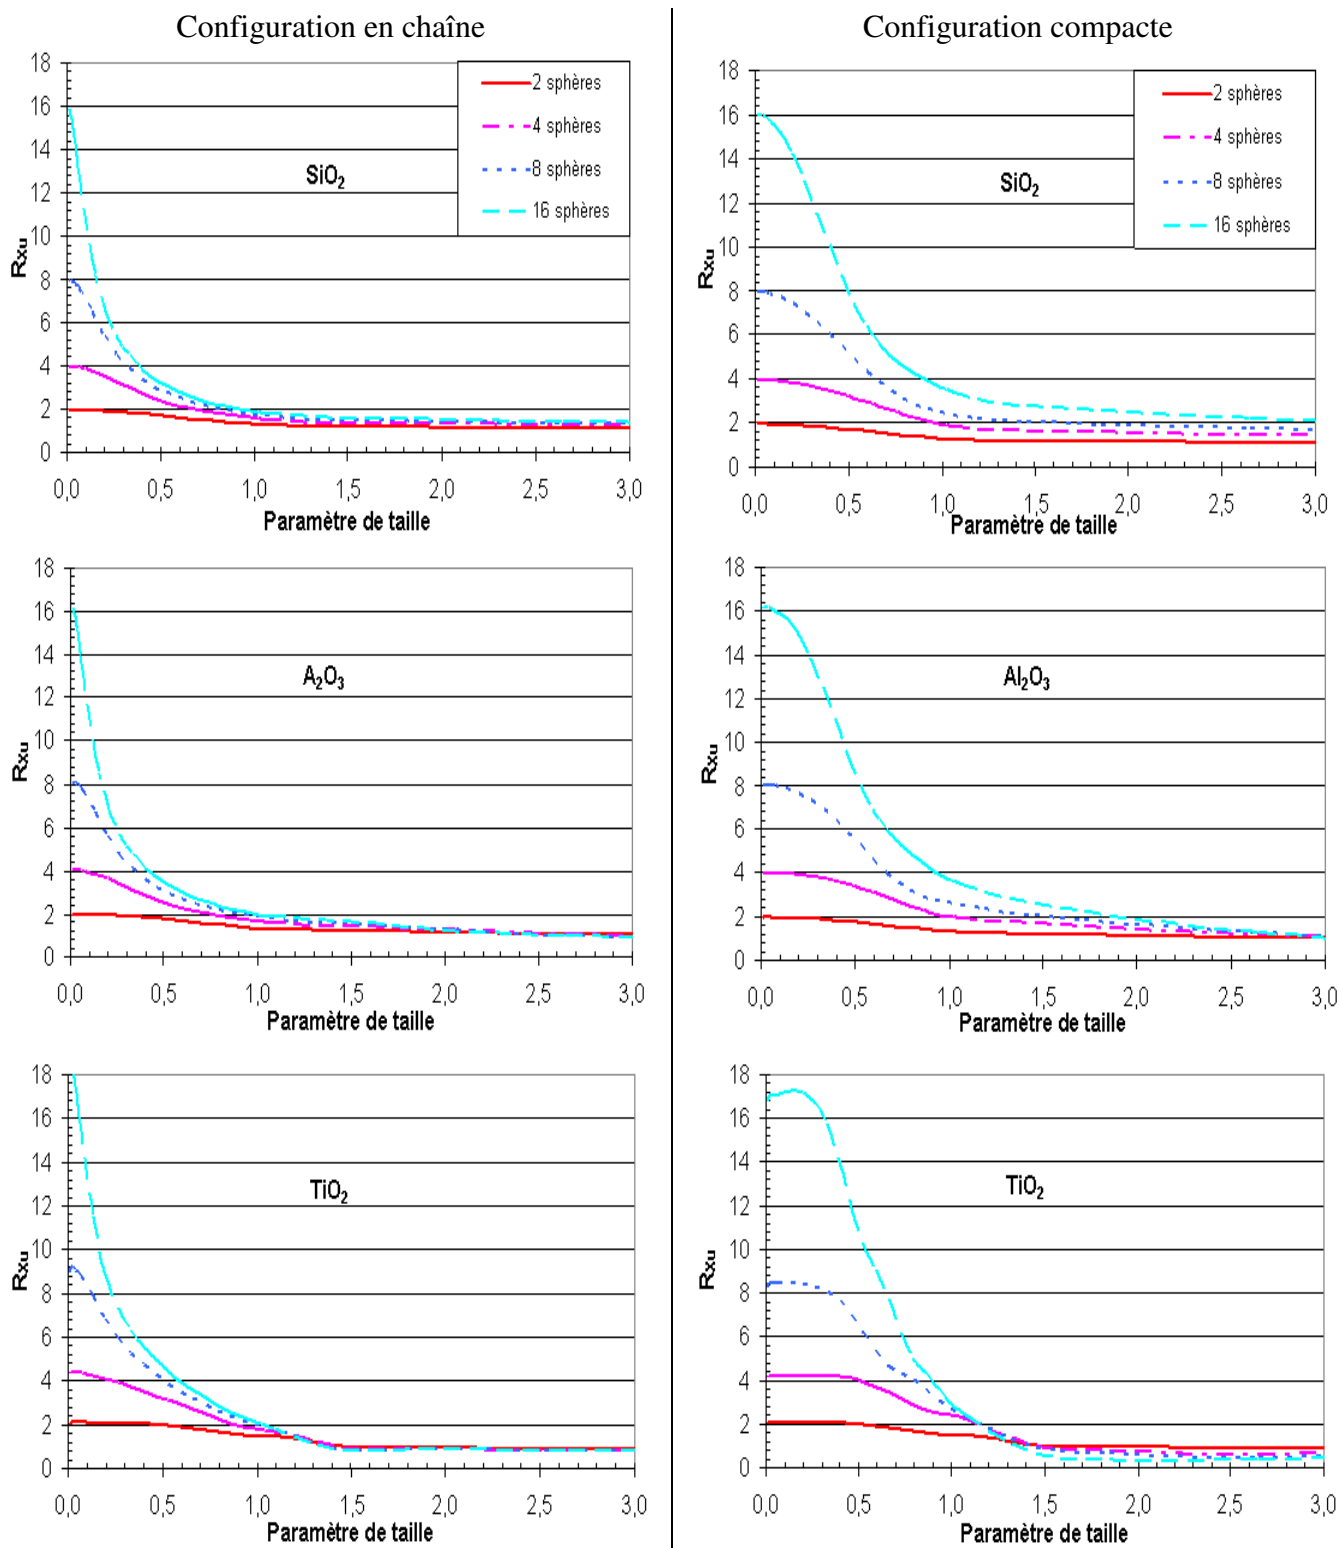 Configuration en chaîne
Configuration compacte
18
16
14
12
10
8
6
4
2
0
Rxu
SiO2
2 sphères
4 sphères
8 sphères
16 sphères
0,0 0,5 1,0 1,5 2,0 2,5 3,0
Paramètre de taille
18
16
14
12
10
8
6
4
2
0
Rxu
SiO2
2 sphères
4 sphères
8 sphères
16 sphères
0,0 0,5 1,0 1,5 2,0 2,5 3,0
Paramètre de taille
18
16
14
12
10
8
6
4
2
0
Rxu
A2O3
0,0 0,5 1,0 1,5 2,0 2,5 3,0
Paramètre de taille
18
16
14
12
10
8
6
4
2
0
Rxu
Al2O3
0,0 0,5 1,0 1,5 2,0 2,5 3,0
Paramètre de taille
18
16
14
12
10
8
6
4
2
0
Rxu
TiO2
0,0 0,5 1,0 1,5 2,0 2,5 3,0
Paramètre de taille
18
16
14
12
10
8
6
4
2
0
Rxu
TiO2
0,0 0,5 1,0 1,5 2,0 2,5 3,0
Paramètre de taille